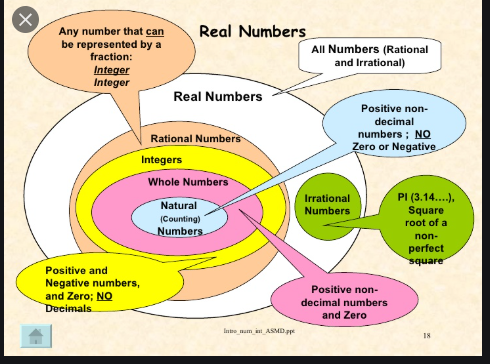 Real Numbers
Any number that can
be represented by a
fraction:
Integer
Integer
All Numbers (Rational
and Irrational)
Real Numbers
Positive non-
decimal
numbers ; NO
Zero or Negative
Rational Numbers
Integers
Whole Numbers
Natural
(Counting)
Numbers
Irrational
Numbers
PI (3.14....),
Square
root of a
non-
perfect
square
Positive and
Negative numbers,
and Zero; NO
Decimals
Positive non-
decimal numbers
and Zero
Intro_num_int_ASMD.ppt
18